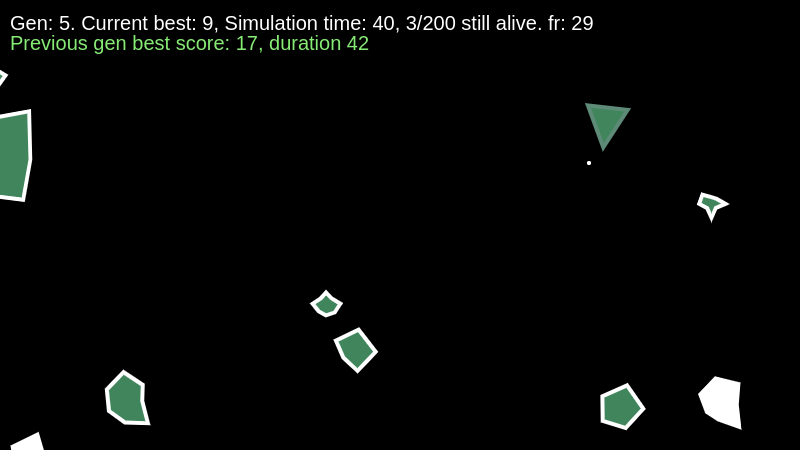 Gen: 5. Current best: 9, Simulation time: 40, 3/200 still alive. fr: 29
Previous gen best score: 17, duration 42